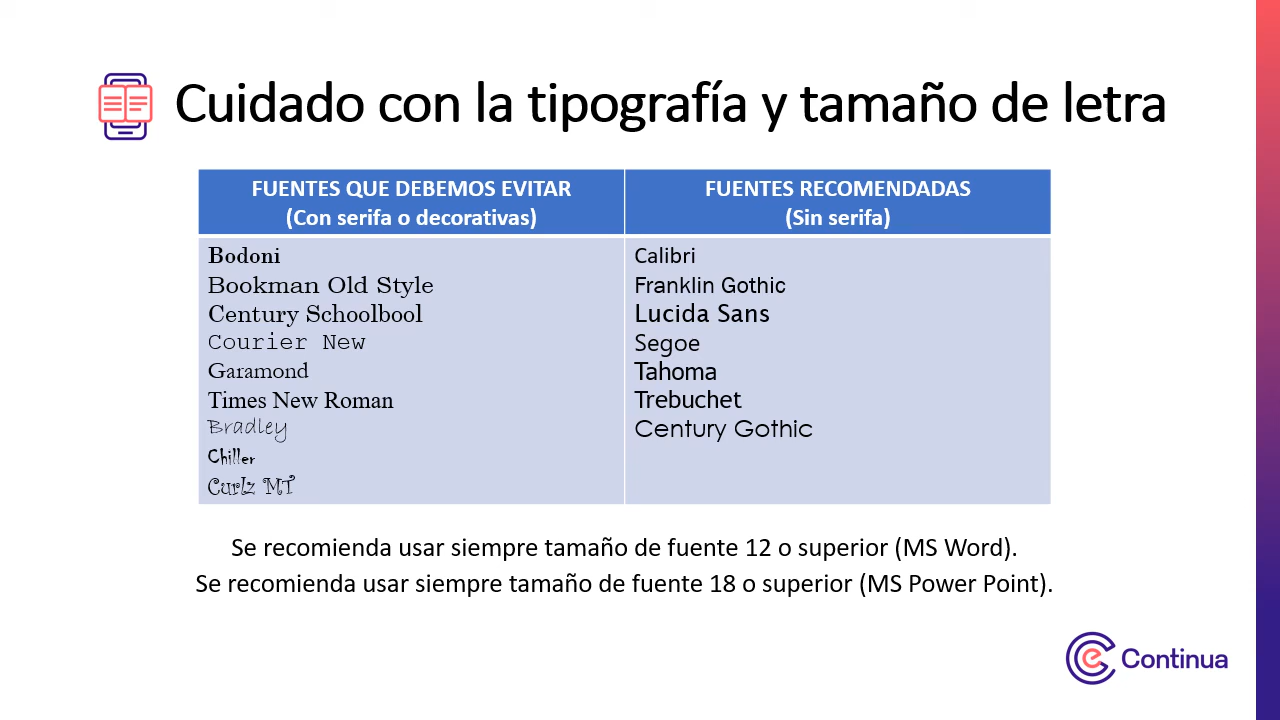 Cuidado con la tipografía y tamaño de letra
FUENTES QUE DEBEMOS EVITAR
(Con serifa o decorativas)
FUENTES RECOMENDADAS
(Sin serifa)
Bodoni
Bookman Old Style
Century Schoolbool
Courier New
Garamond
Times New Roman
Bradley
Chiller
Curlz MT
Calibri
Franklin Gothic
Lucida Sans
Segoe
Tahoma
Trebuchet
Century Gothic
Se recomienda usar siempre tamaño de fuente 12 o superior (MS Word).
Se recomienda usar siempre tamaño de fuente 18 o superior (MS Power Point).
e Continua